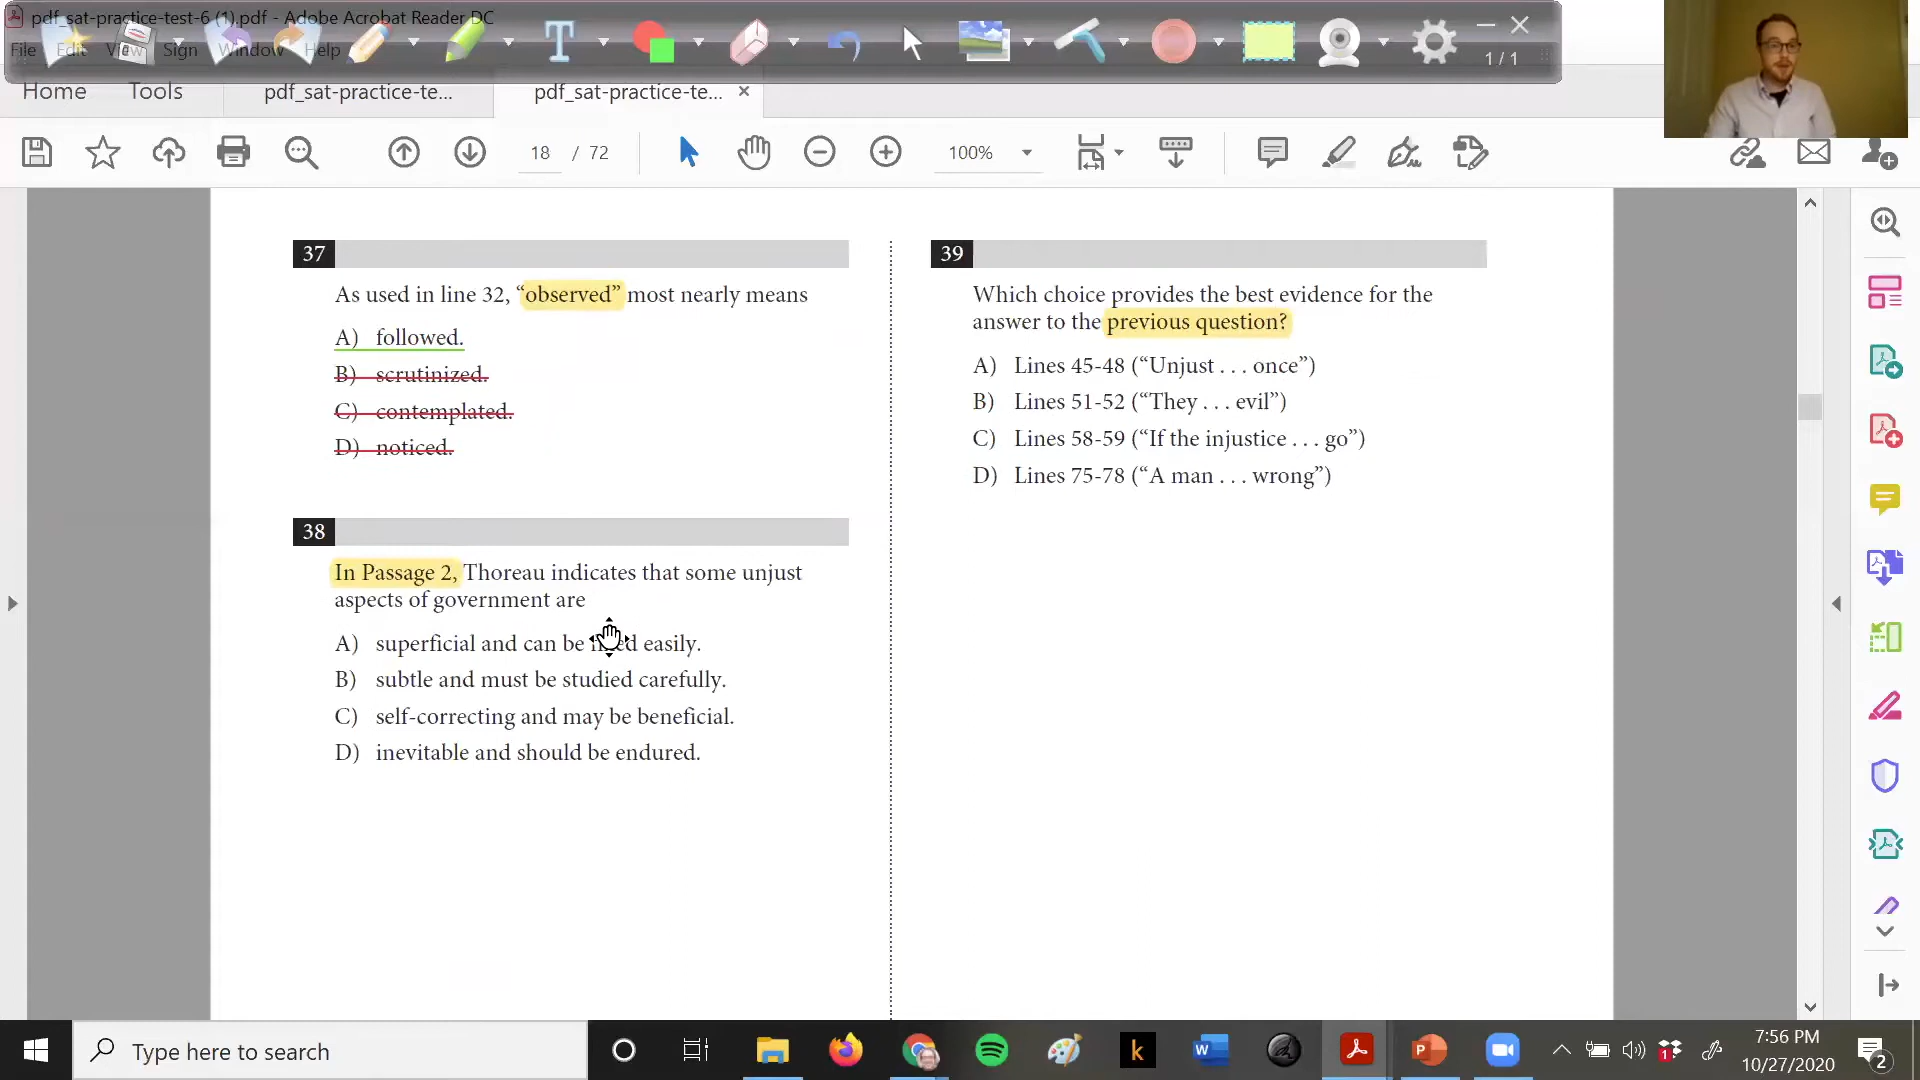 pdf_sat-practice-test-6 (1).pdf - Adobe Acrobat Reader DC
File Edit View Sign Window Help
1 / 1
Home Tools pdf_sat-practice-te... pdf_sat-practice-te... ×
18 / 72 100%
37
As used in line 32, “observed” most nearly means
A) followed.
B) scrutinized.
C) contemplated.
D) noticed.
38
In Passage 2, Thoreau indicates that some unjust
aspects of government are
A) superficial and can be easily.
B) subtle and must be studied carefully.
C) self-correcting and may be beneficial.
D) inevitable and should be endured.
39
Which choice provides the best evidence for the
answer to the previous question?
A) Lines 45-48 (“Unjust . . . once”)
B) Lines 51-52 (“They . . . evil”)
C) Lines 58-59 (“If the injustice . . . go”)
D) Lines 75-78 (“A man . . . wrong”)
Type here to search
7:56 PM
10/27/2020
2